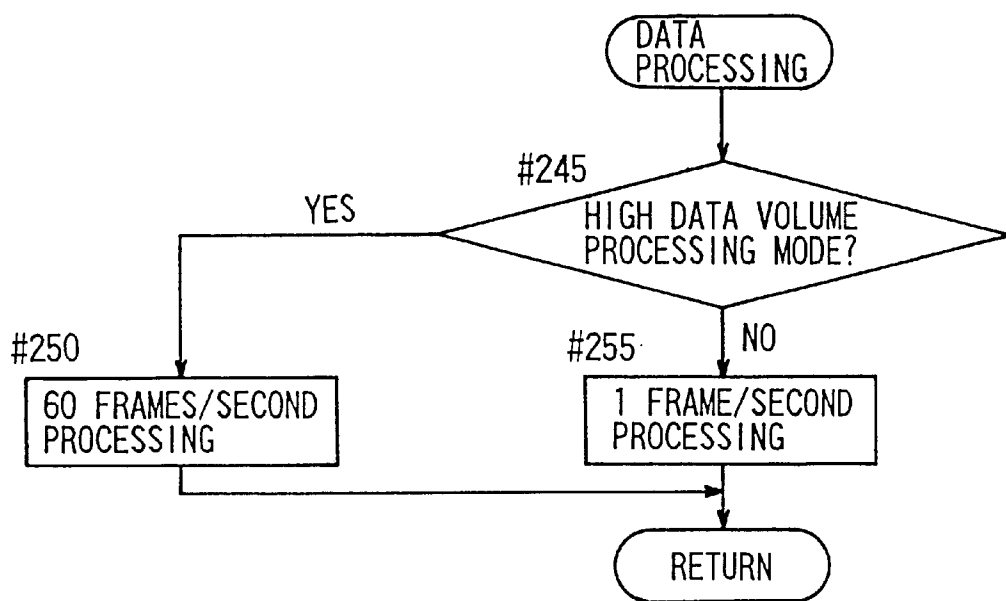 DATA
PROCESSING
#245
YES
HIGH DATA VOLUME
PROCESSING MODE?
#250
#255
NO
60 FRAMES/SECOND
PROCESSING
1 FRAME/SECOND
PROCESSING
RETURN